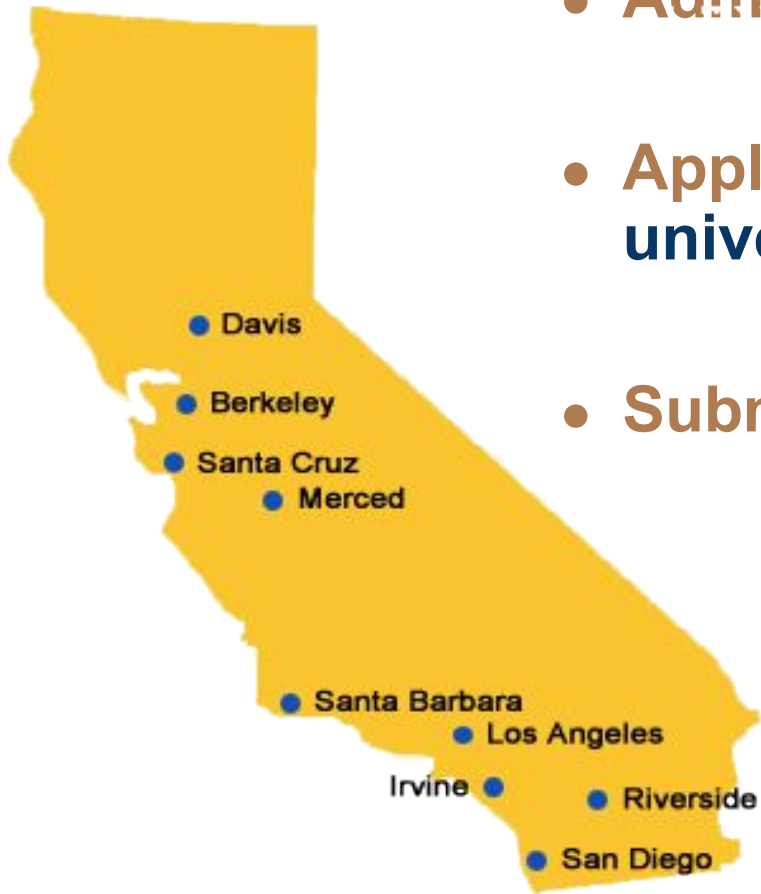 Davis
Berkeley
Santa Cruz
Merced
Santa Barbara
Los Angeles
Irvine
Riverside
San Diego